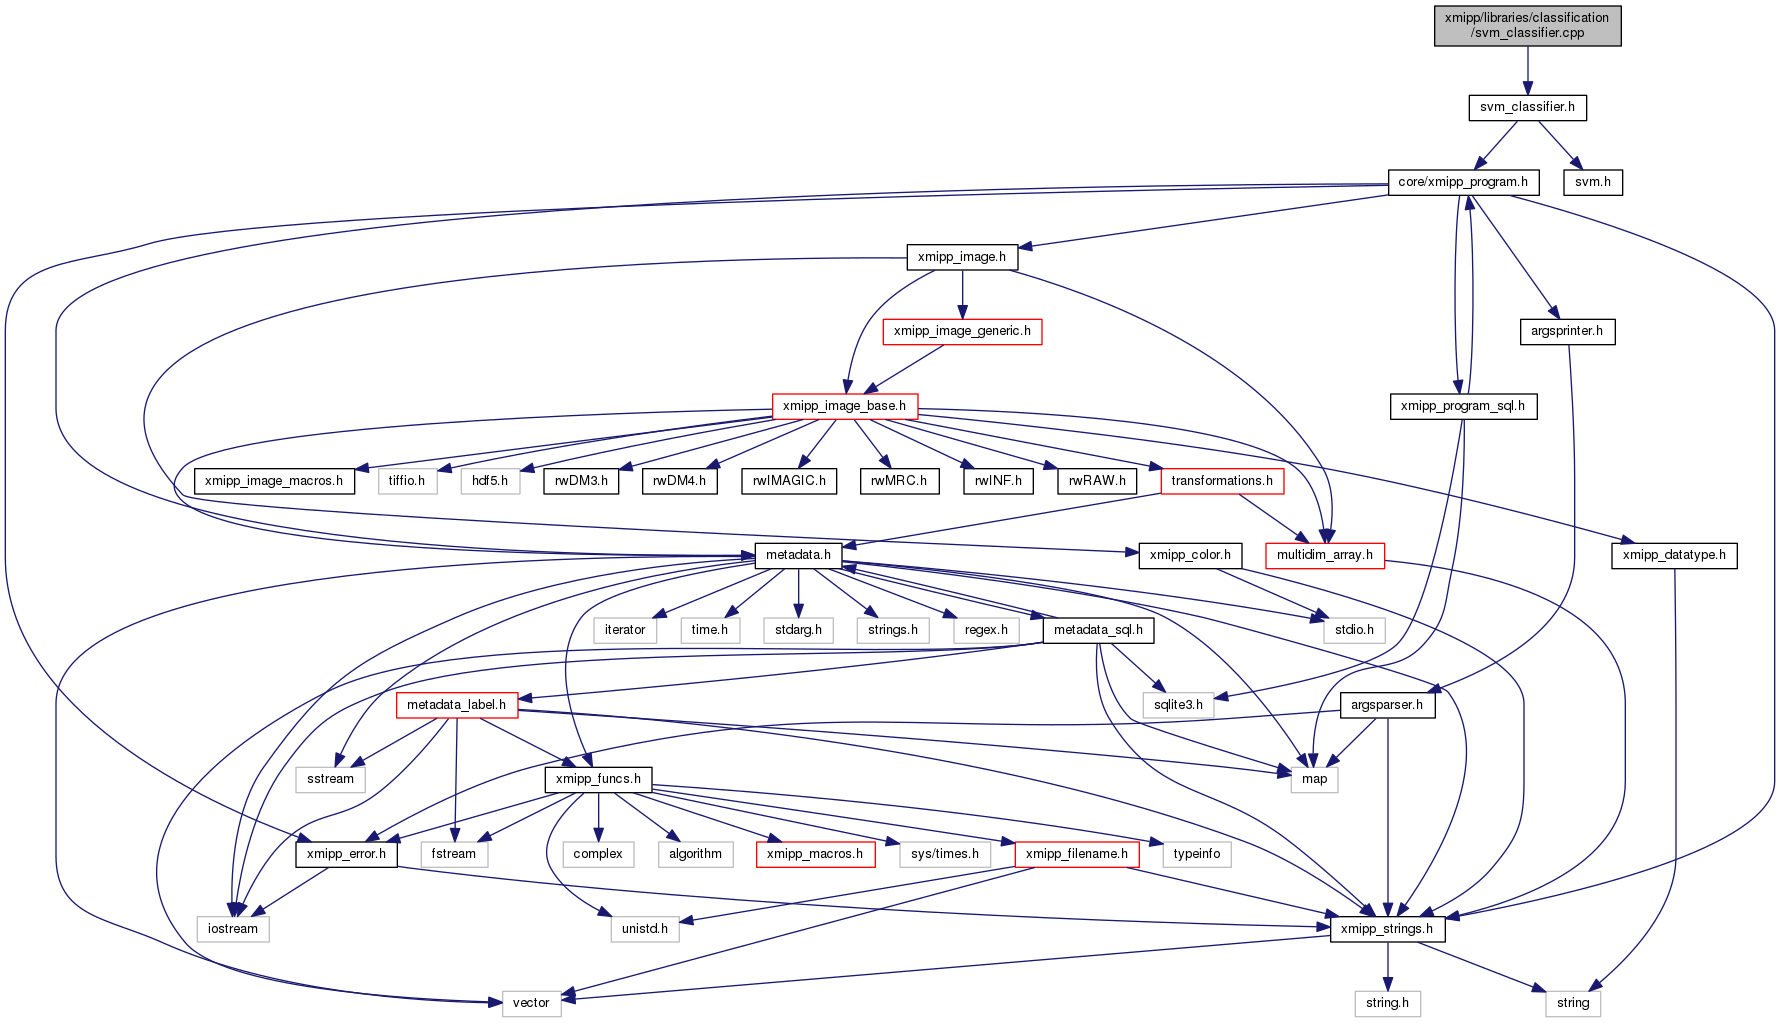 xmipp/libraries/classification
/svm_classifier.cpp
svm_classifier.h
core/xmipp_program.h
svm.h
xmipp_image.h
xmipp_image_generic.h
argsprinter.h
xmipp_image_base.h
xmipp_program_sql.h
xmipp_image_macros.h
tiffio.h
hdf5.h
rwDM3.h
rwDM4.h
rwIMAGIC.h
rwMRC.h
rwINF.h
rwRAW.h
transformations.h
metadata.h
xmipp_color.h
multidim_array.h
xmipp_datatype.h
iterator
time.h
stdarg.h
strings.h
regex.h
metadata_sql.h
stdio.h
metadata_label.h
sqlite3.h
argsparser.h
sstream
xmipp_funcs.h
map
xmipp_error.h
fstream
complex
algorithm
xmipp_macros.h
sys/times.h
xmipp_filename.h
typeinfo
iostream
unistd.h
xmipp_strings.h
vector
string.h
string